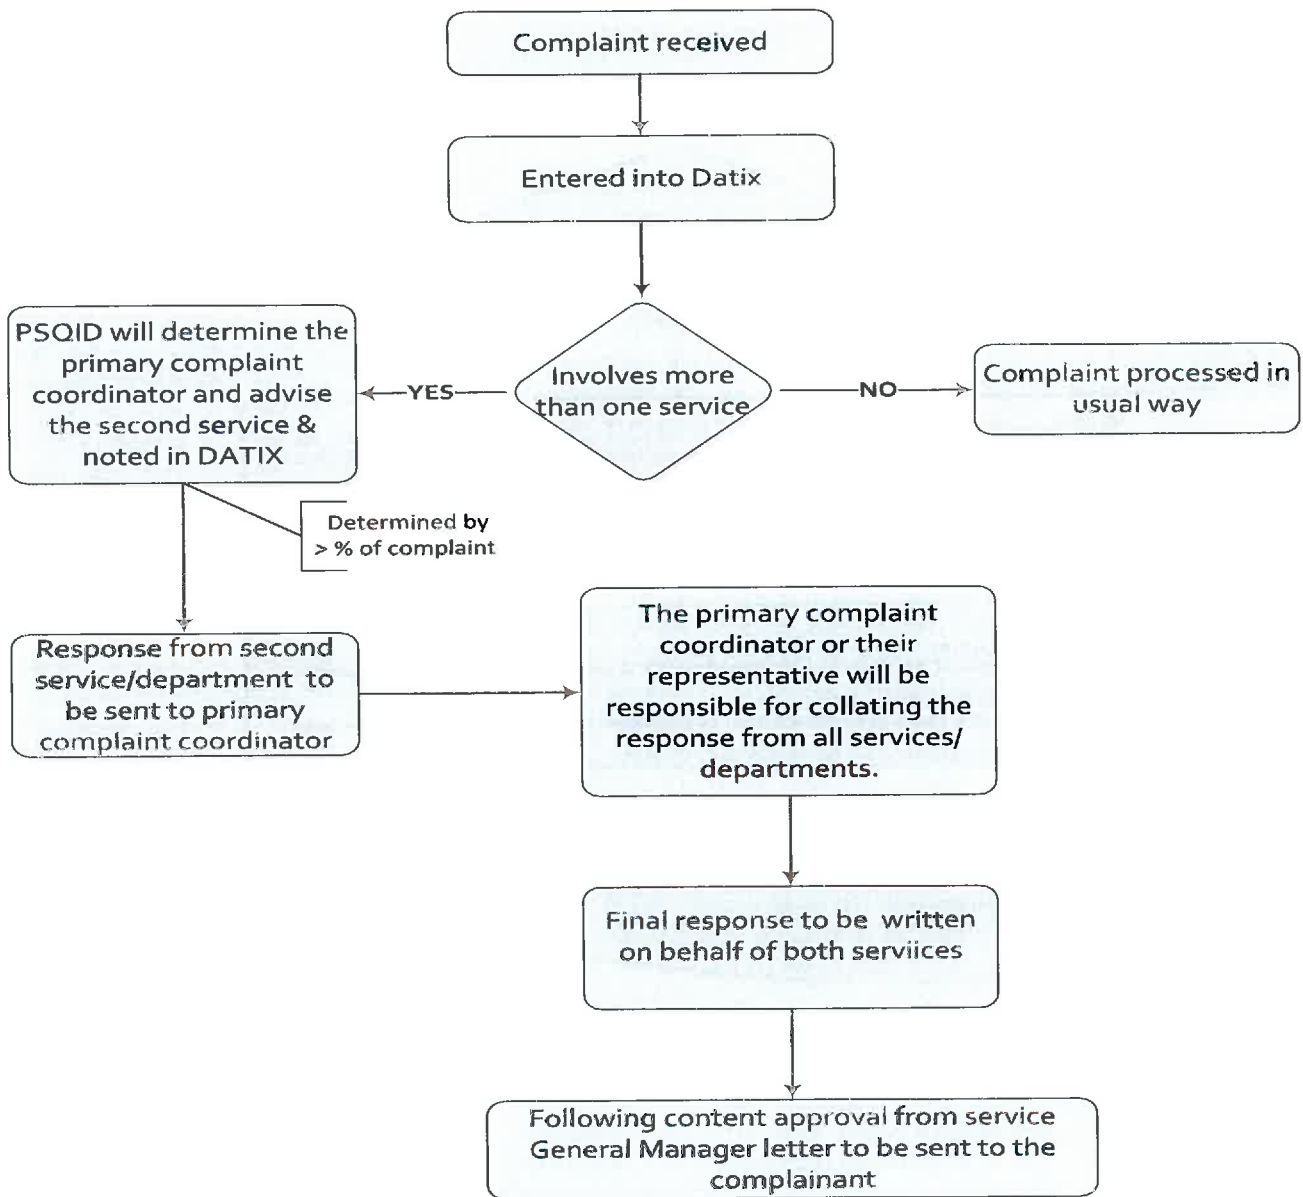 Complaint received
Entered into Datix
Involves more
than one service
YES
NO
PSQID will determine the
primary complaint
coordinator and advise
the second service &
noted in DATIX
Complaint processed in
usual way
Determined by
> % of complaint
Response from second
service/department to
be sent to primary
complaint coordinator
The primary complaint
coordinator or their
representative will be
responsible for collating the
response from all services/
departments.
Final response to be written
on behalf of both serviices
Following content approval from service
General Manager letter to be sent to the
complainant